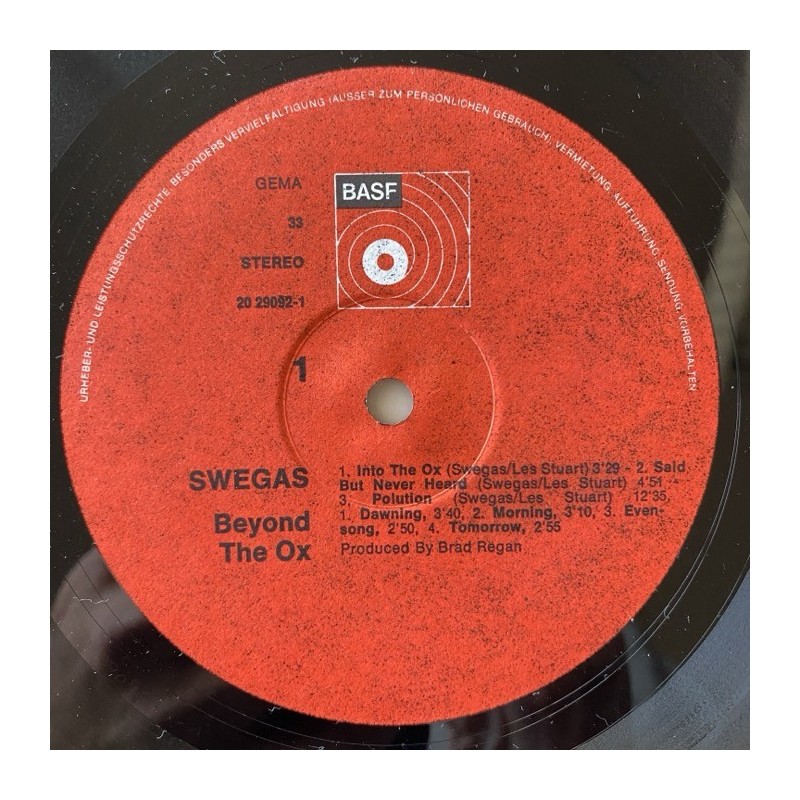 URHEBER- UND LEISTUNGSSCHUTZRECHTE, BESONDERS VERVIELFÄLTIGUNG (AUSSER ZUM PERSÖNLICHEN GEBRAUCH), VERMIETUNG, AUFFÜHRUNG, SENDUNG, VORBEHALTEN
GEMA
BASF
33
STEREO
20 29092-1
1
SWEGAS
Beyond
The Ox
1. Into The Ox (Swegas/Les Stuart) 3'29 - 2. Said
But Never Heard (Swegas/Les Stuart) 4'51 -
3. Polution (Swegas/Les Stuart) 12'35,
1. Dawning, 3'40, 2. Morning, 3'10, 3. Even-
song, 2'50, 4. Tomorrow, 2'55
Produced By Brad Regan